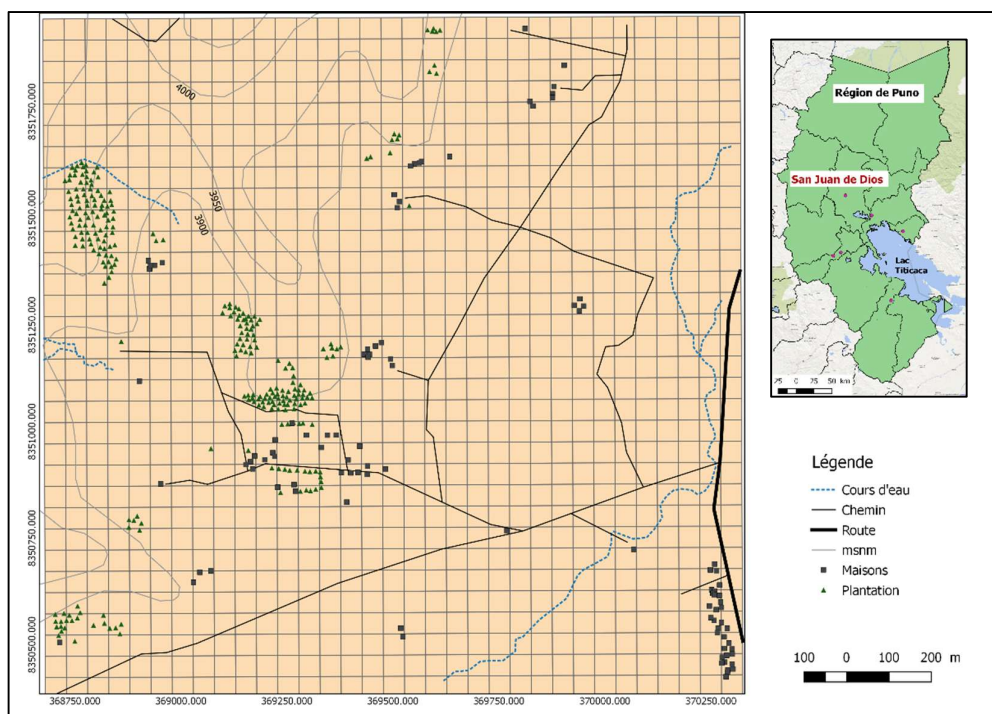 4000
3950
3900
8351750.000
8351500.000
8351250.000
8351000.000
8350750.000
8350500.000
368750.000
369000.000
369250.000
369500.000
369750.000
370000.000
370250.000
Région de Puno
San Juan de Dios
Lac
Titicaca
25 0 25 50 km
Légende
Cours d'eau
Chemin
Route
msnm
Maisons
Plantation
100 0 100 200 m